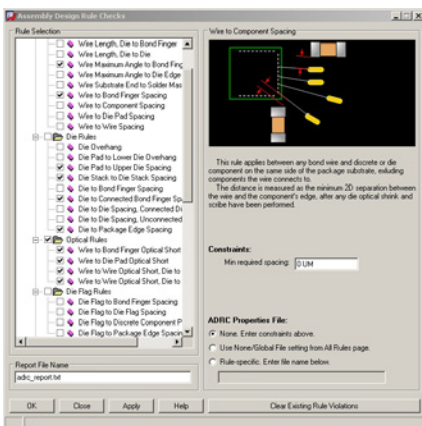 Assembly Design Rule Checks
Rule Selection
Wire Length, Die to Bond Finger
Wire Length, Die to Die
Wire Maximum Angle to Bond Fing
Wire Maximum Angle to Die Edge
Wire Substrate End to Solder Mas
Wire to Bond Finger Spacing
Wire to Component Spacing
Wire to Die Pad Spacing
Wire to Wire Spacing
Die Rules
Die Overhang
Die Pad to Lower Die Overhang
Die Pad to Upper Die Spacing
Die Stack to Die Stack Spacing
Die to Bond Finger Spacing
Die to Connected Bond Finger Sp
Die to Die Spacing, Connected Di
Die to Die Spacing, Unconnected
Die to Package Edge Spacing
Optical Rules
Wire to Bond Finger Optical Short
Wire to Die Pad Optical Short
Wire to Wire Optical Short, Die to
Wire to Wire Optical Short, Die to
Die Flag Rules
Die Flag to Bond Finger Spacing
Die Flag to Die Flag Spacing
Die Flag to Discrete Component P
Die Flag to Package Edge Spacin
Report File Name
adrc_report.txt
Wire to Component Spacing
This rule applies between any bond wire and discrete or die
component on the same side of the package substrate, exluding
components the wire connects to.
The distance is measured as the minimum 2D separation between
the wire and the component's edge, after any die optical shrink and
scribe have been performed.
Constraints:
Min required spacing: 0 UM
ADRC Properties File:
None. Enter constraints above.
Use None/Global File setting from All Rules page.
Rule-specific. Enter file name below.
OK Close Apply Help Clear Existing Rule Violations